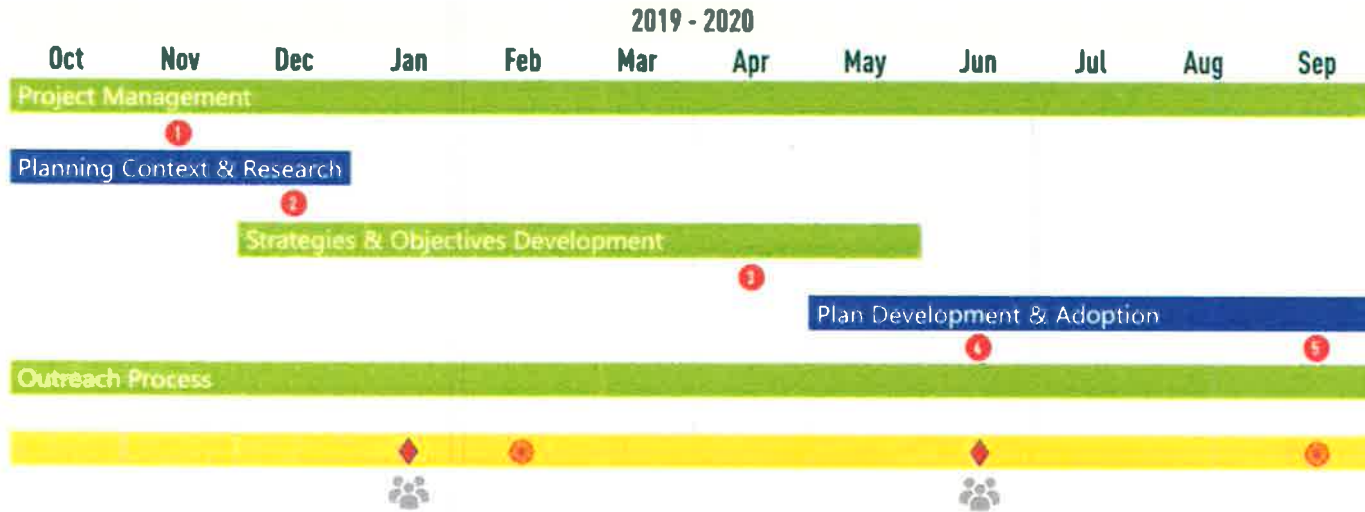 2019 - 2020
Oct Nov Dec Jan Feb Mar Apr May Jun Jul Aug Sep
Project Management
1
Planning Context & Research
2
Strategies & Objectives Development
3
Plan Development & Adoption
4 5
Outreach Process